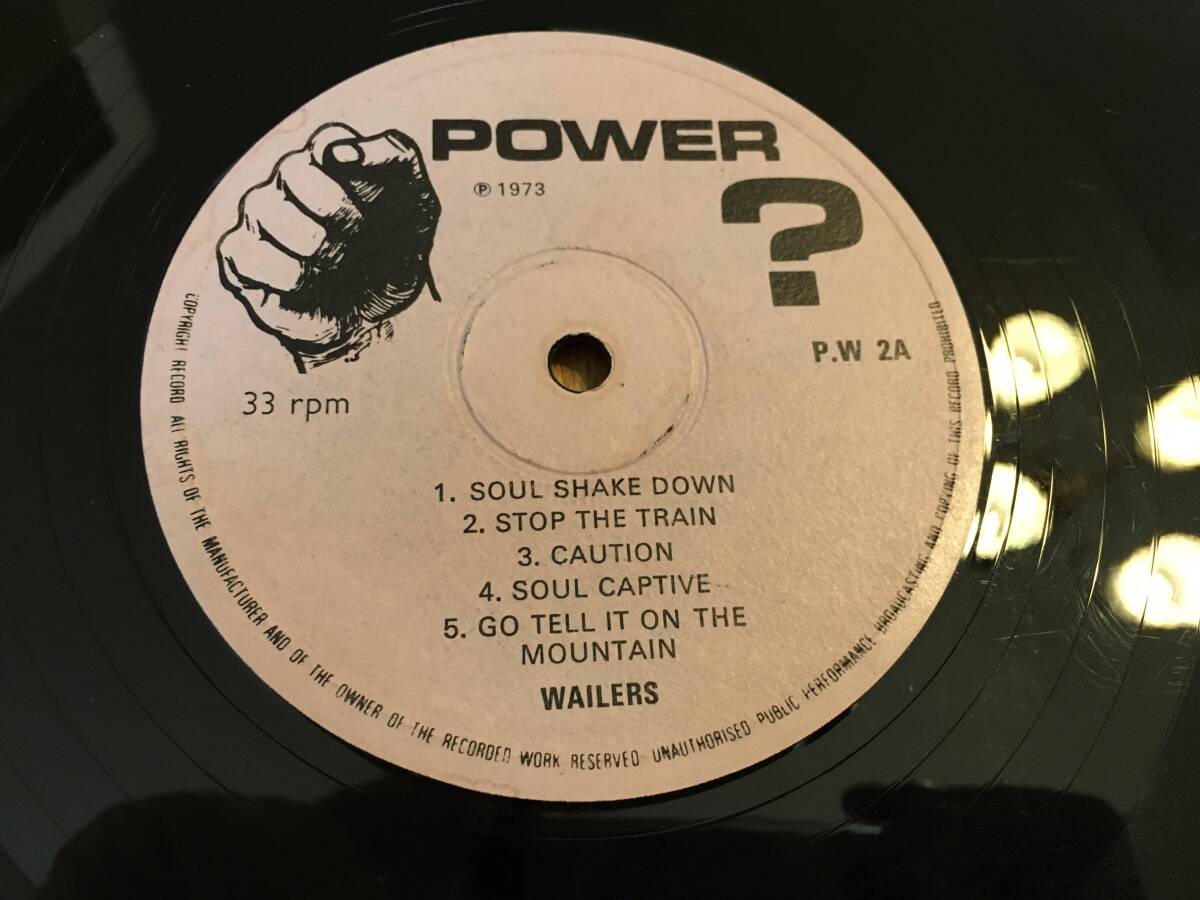 POWER
℗ 1973
?
P.W 2A
33 rpm
1. SOUL SHAKE DOWN
2. STOP THE TRAIN
3. CAUTION
4. SOUL CAPTIVE
5. GO TELL IT ON THE
MOUNTAIN
WAILERS
COPYRIGHT RECORD ALL RIGHTS OF THE MANUFACTURER AND OF THE OWNER OF THE RECORDED WORK RESERVED UNAUTHORISED PUBLIC PERFORMANCE BROADCASTING AND COPYING OF THIS RECORD PROHIBITED